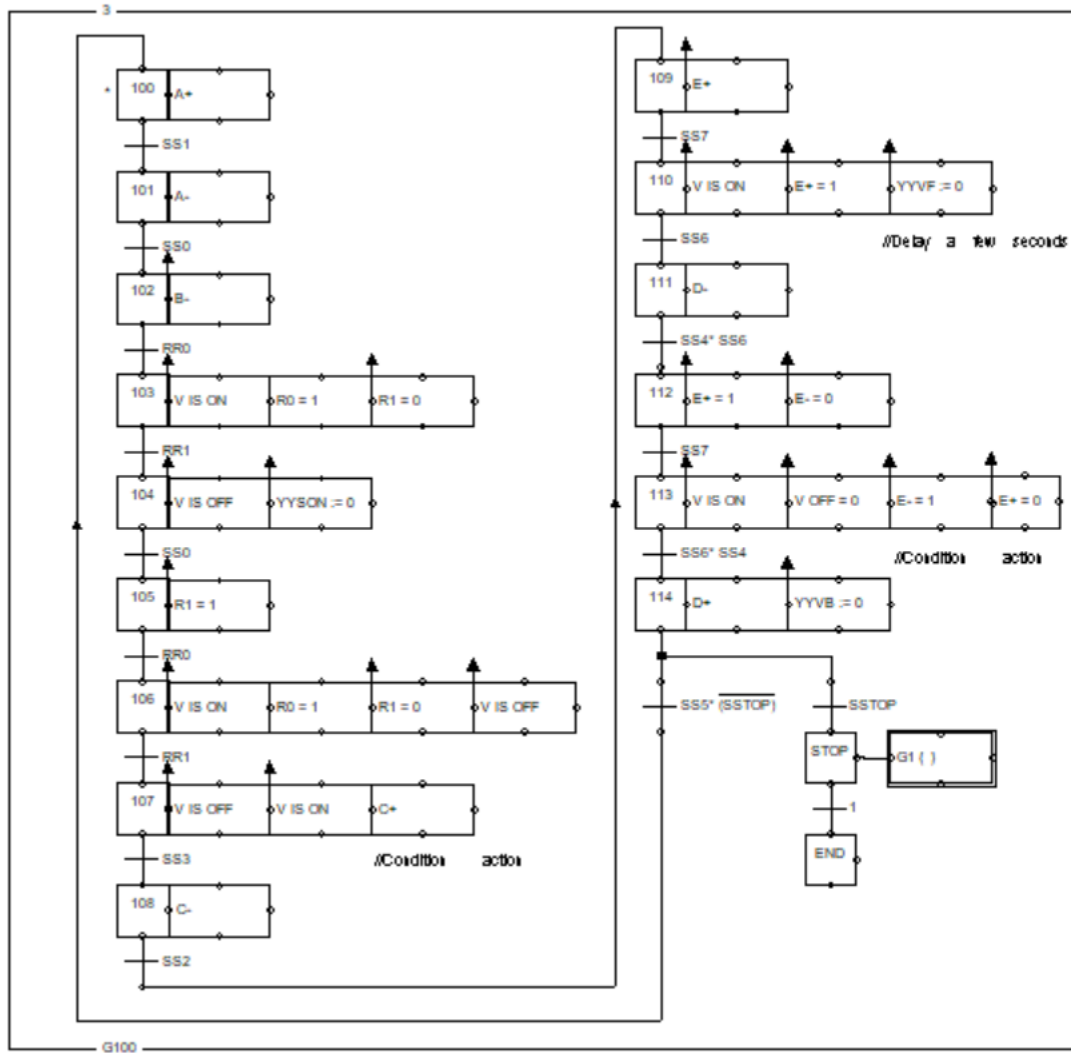 3
*
100 A+
SS1
101 A-
SS0
102 B-
RR0
103 V IS ON R0 = 1 R1 = 0
RR1
104 V IS OFF YYSON := 0
SS0
105 R1 = 1
RR0
106 V IS ON R0 = 1 R1 = 0 V IS OFF
RR1
107 V IS OFF V IS ON C+
//Condition action
SS3
108 C-
SS2
109 E+
SS7
110 V IS ON E+ = 1 YYVF := 0
//Delay a few seconds
SS6
111 D-
SS4* SS6
112 E+ = 1 E- = 0
SS7
113 V IS ON V OFF = 0 E- = 1 E+ = 0
//Condition action
SS6* SS4
114 D+ YYVB := 0
SS5* (SSTOP) SSTOP
STOP G1 ( )
1
END
G100